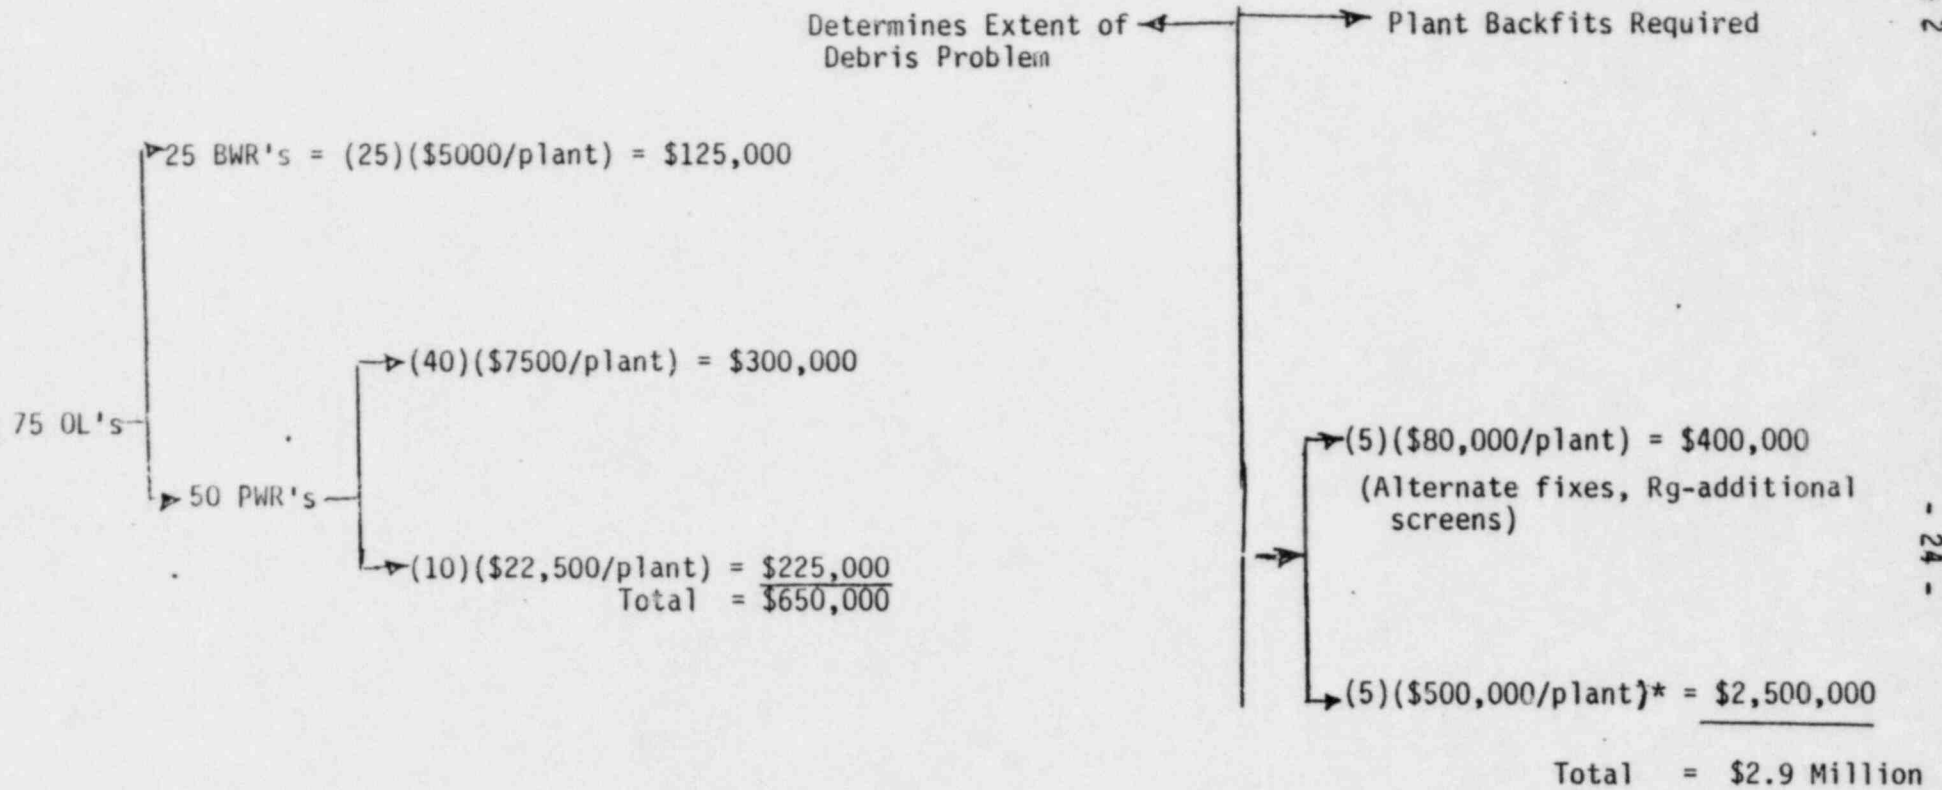 Determines Extent of
Debris Problem
Plant Backfits Required
2
25 BWR's = (25)($5000/plant) = $125,000
(40)($7500/plant) = $300,000
75 OL's
50 PWR's
(10)($22,500/plant) = $225,000
Total = $650,000
(5)($80,000/plant) = $400,000
(Alternate fixes, Rg-additional
screens)
- 24 -
(5)($500,000/plant)* = $2,500,000
Total = $2.9 Million